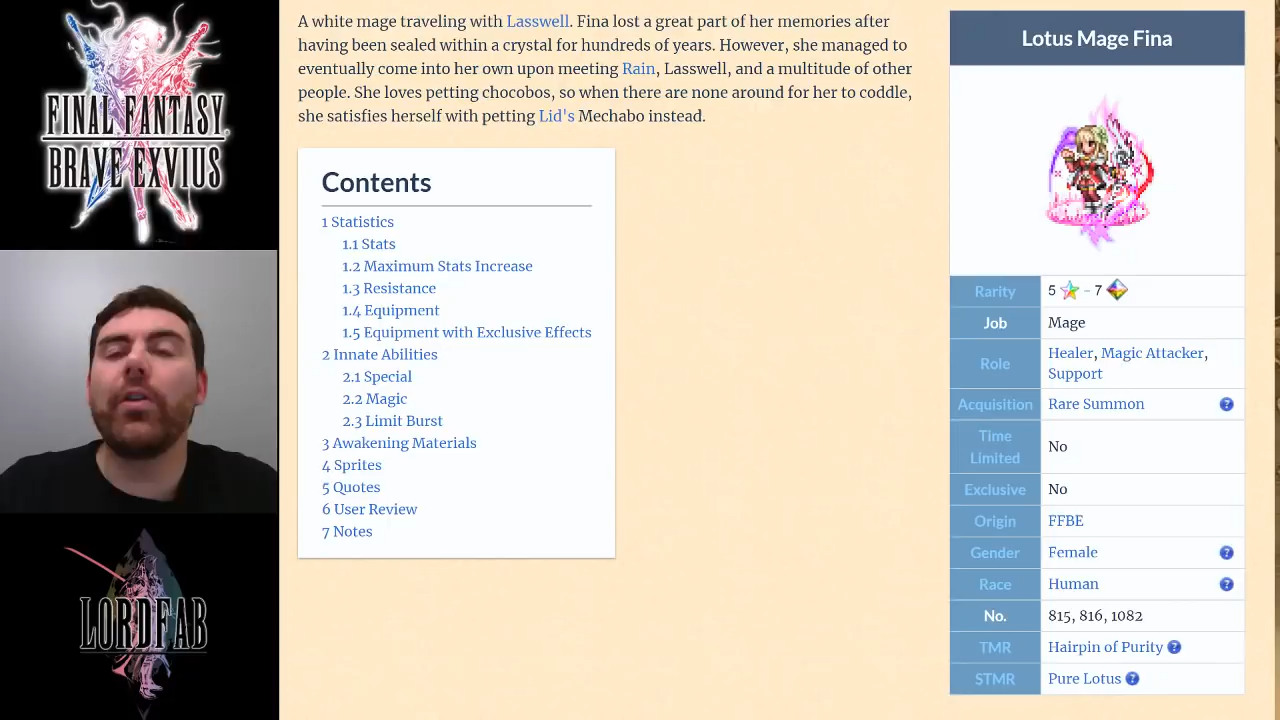 FINAL FANTASY
BRAVE EXVIUS
LORDFAB
A white mage traveling with Lasswell. Fina lost a great part of her memories after
having been sealed within a crystal for hundreds of years. However, she managed to
eventually come into her own upon meeting Rain, Lasswell, and a multitude of other
people. She loves petting chocobos, so when there are none around for her to coddle,
she satisfies herself with petting Lid's Mechabo instead.
Contents
1 Statistics
1.1 Stats
1.2 Maximum Stats Increase
1.3 Resistance
1.4 Equipment
1.5 Equipment with Exclusive Effects
2 Innate Abilities
2.1 Special
2.2 Magic
2.3 Limit Burst
3 Awakening Materials
4 Sprites
5 Quotes
6 User Review
7 Notes
Lotus Mage Fina
Rarity 5 - 7
Job Mage
Role Healer, Magic Attacker,
Support
Acquisition Rare Summon ?
Time
Limited No
Exclusive No
Origin FFBE
Gender Female ?
Race Human ?
No. 815, 816, 1082
TMR Hairpin of Purity ?
STMR Pure Lotus ?